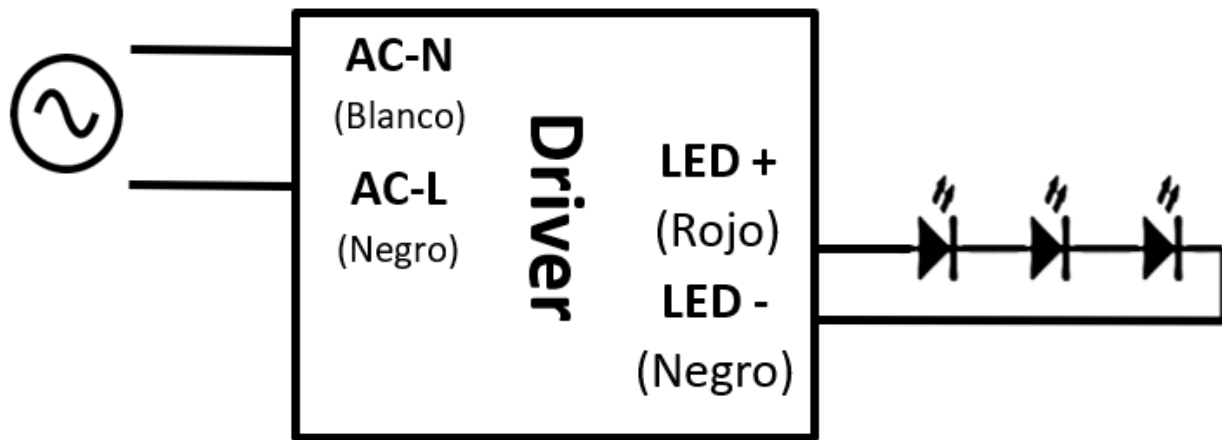 AC-N
(Blanco)
AC-L
(Negro)
Driver
LED +
(Rojo)
LED -
(Negro)